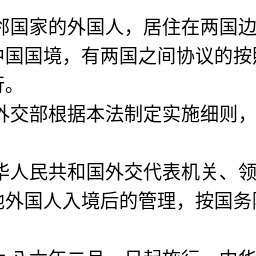 邻国家的外国人，居住在两国边
中国国境，有两国之间协议的按照
行。
外交部根据本法制定实施细则，
华人民共和国外交代表机关、领
他外国人入境后的管理，按国务院